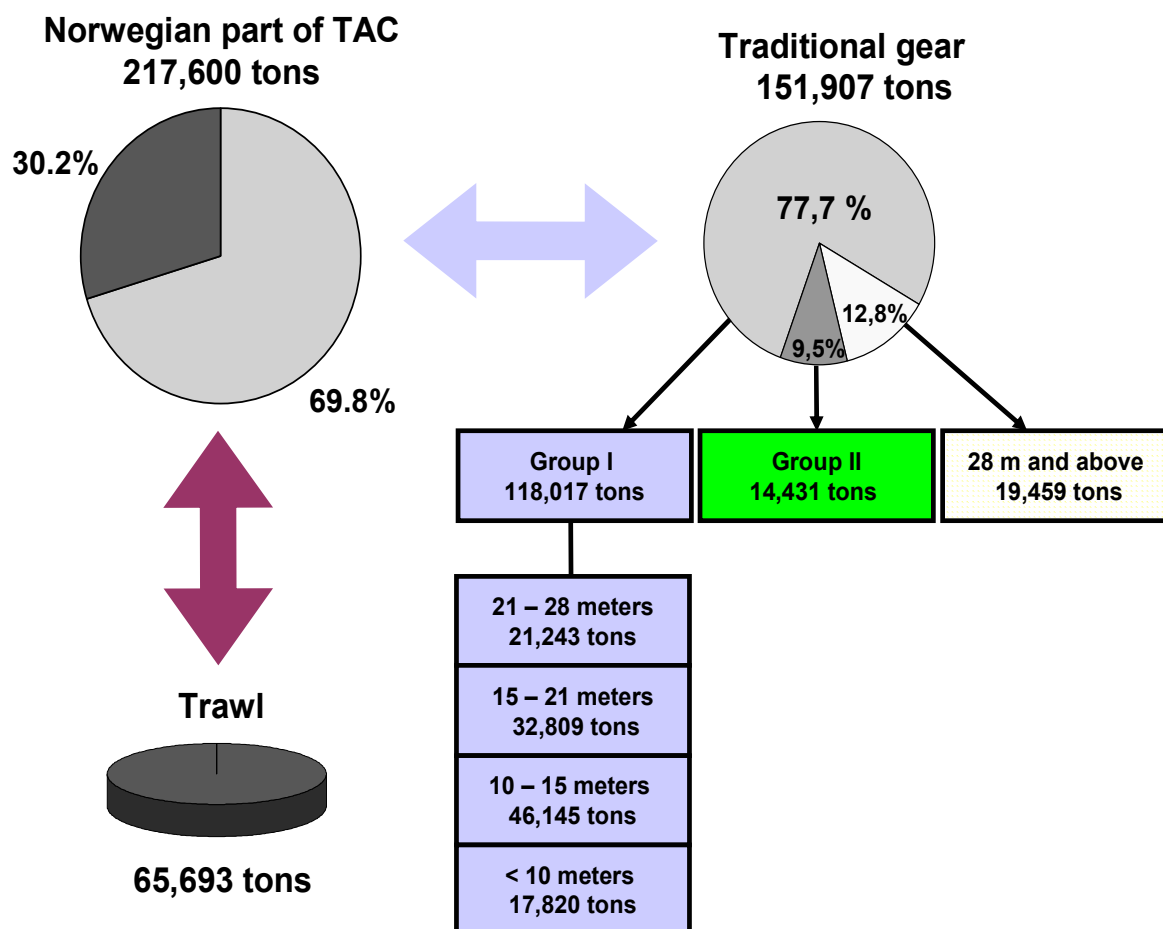 Norwegian part of TAC
217,600 tons
30.2%
69.8%
Traditional gear
151,907 tons
77,7 %
12,8%
9,5%
Group I
118,017 tons
Group II
14,431 tons
28 m and above
19,459 tons
21 – 28 meters
21,243 tons
15 – 21 meters
32,809 tons
10 – 15 meters
46,145 tons
< 10 meters
17,820 tons
Trawl
65,693 tons